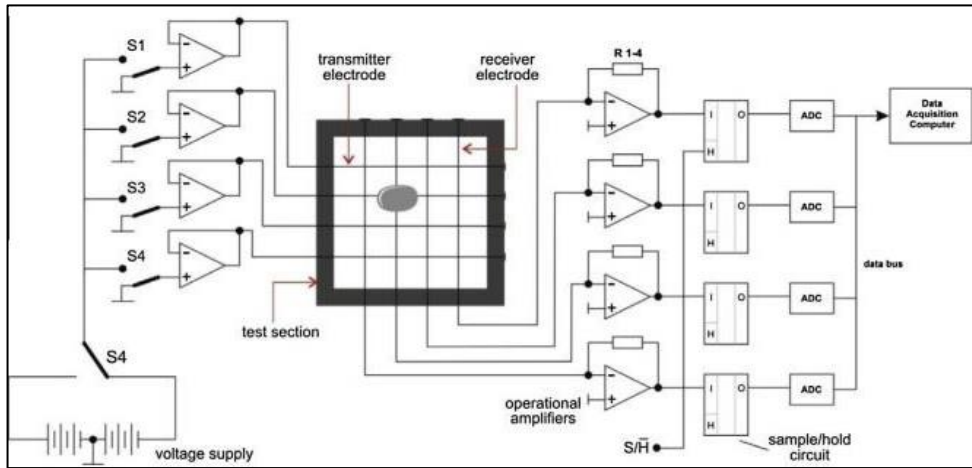 S1
S2
S3
S4
-
+
-
+
-
+
-
+
S4
voltage supply
transmitter
electrode
receiver
electrode
test section
R 1-4
-
+
-
+
-
+
-
+
operational
amplifiers
I
O
H
I
O
H
I
O
H
I
O
H
S/H̅
sample/hold
circuit
ADC
ADC
ADC
ADC
data bus
Data
Acquisition
Computer